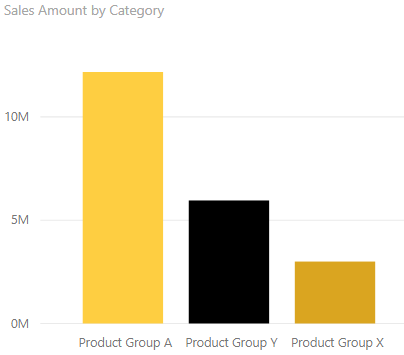 Sales Amount by Category
10M
5M
0M
Product Group A Product Group Y Product Group X